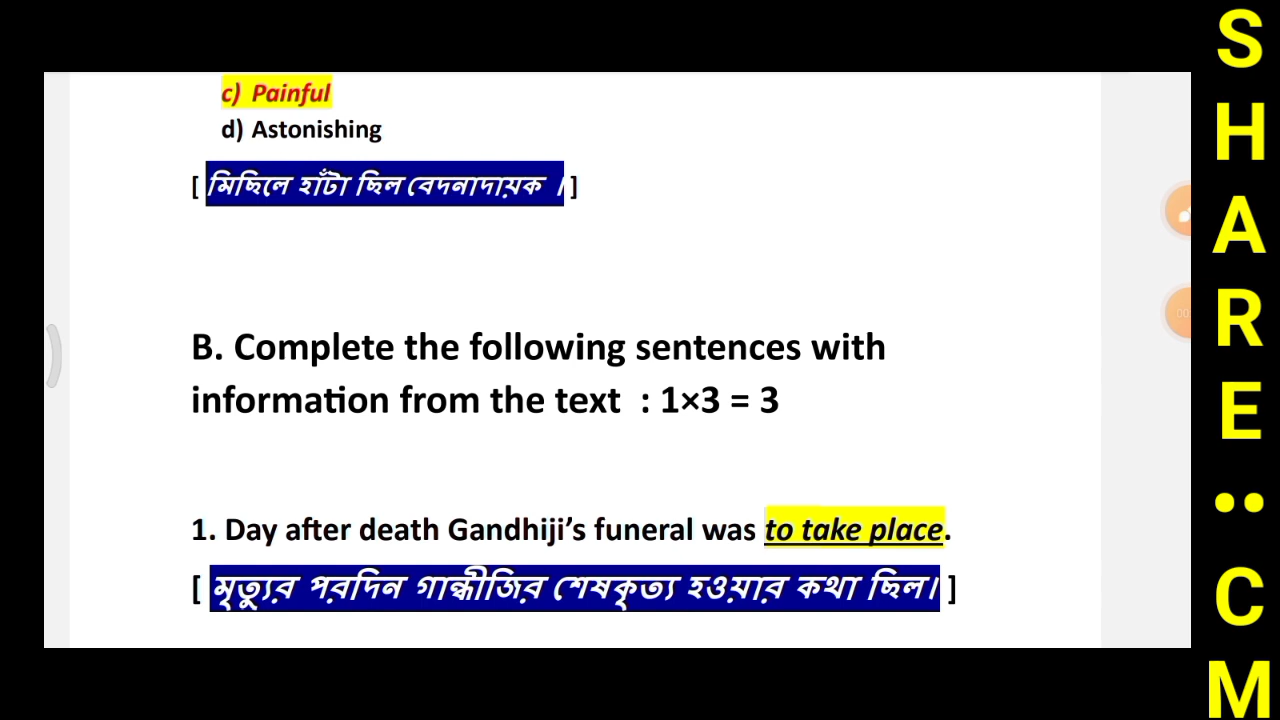 c) Painful
d) Astonishing
[ মিছিলে হাঁটা ছিল বেদনাদায়ক । ]
B. Complete the following sentences with
information from the text : 1×3 = 3
1. Day after death Gandhiji’s funeral was to take place.
[ মৃত্যুর পরদিন গান্ধীজির শেষকৃত্য হওয়ার কথা ছিল। ]
S
H
A
R
E
••
C
M